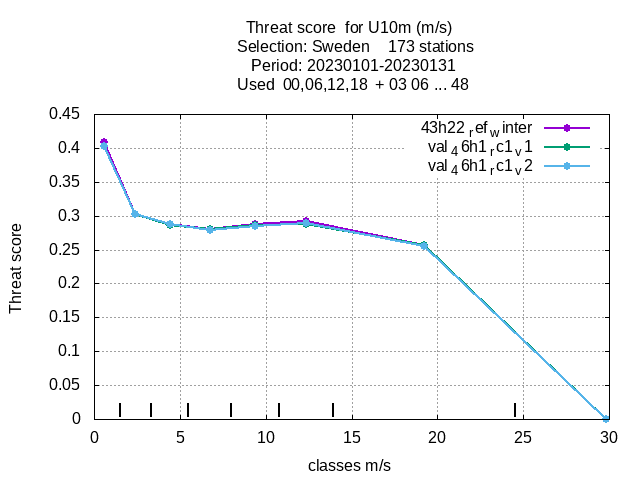 Threat score for U10m (m/s)
Selection: Sweden 173 stations
Period: 20230101-20230131
Used 00,06,12,18 + 03 06 ... 48
43h22 ref winter
val 4 6h1 r c1 v 1
val 4 6h1 r c1 v 2
0.45
0.4
0.35
0.3
0.25
0.2
0.15
0.1
0.05
0
Threat score
0 5 10 15 20 25 30
classes m/s